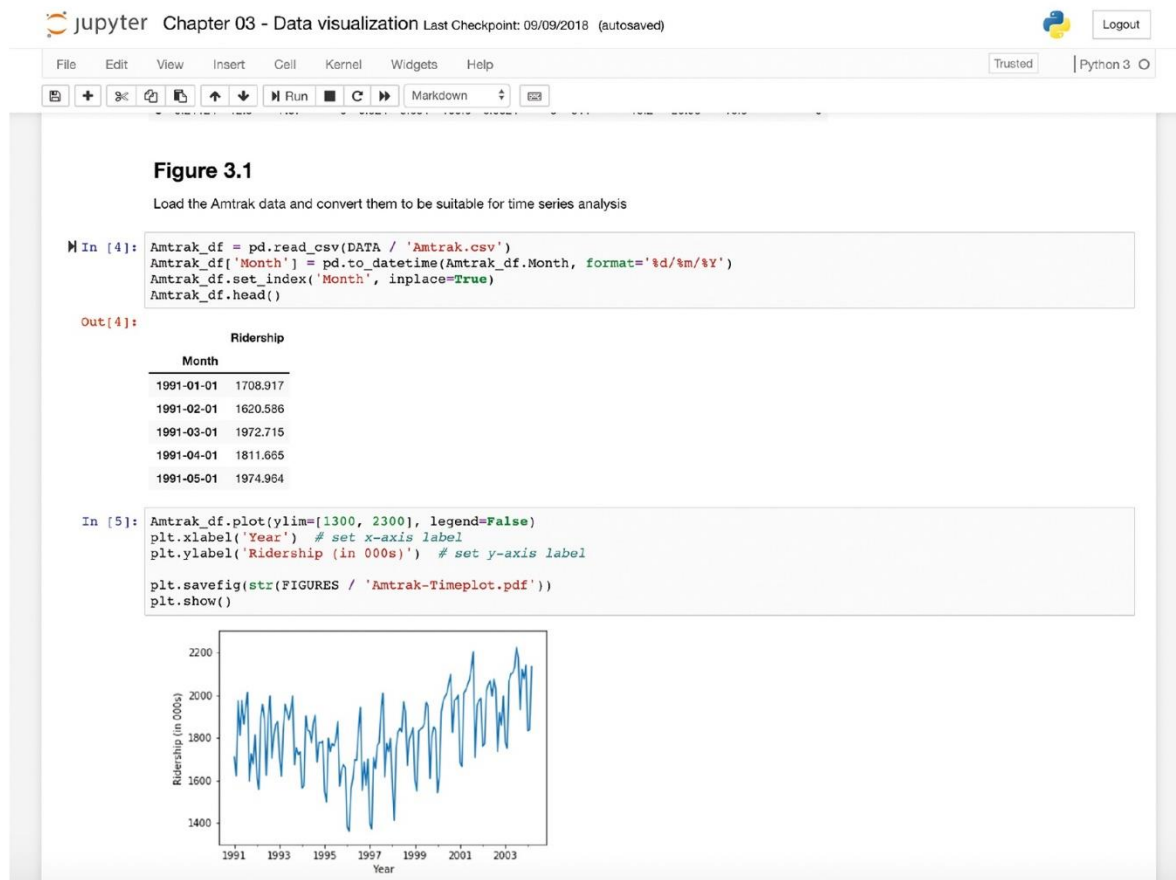 jupyter Chapter 03 - Data visualization Last Checkpoint: 09/09/2018 (autosaved)
Logout
File Edit View Insert Cell Kernel Widgets Help
Trusted
Python 3
Run
Markdown
Figure 3.1
Load the Amtrak data and convert them to be suitable for time series analysis
In [4]: Amtrak_df = pd.read_csv(DATA / 'Amtrak.csv')
Amtrak_df['Month'] = pd.to_datetime(Amtrak_df.Month, format='%d/%m/%Y')
Amtrak_df.set_index('Month', inplace=True)
Amtrak_df.head()
Out[4]:
Ridership
Month
1991-01-01 1708.917
1991-02-01 1620.586
1991-03-01 1972.715
1991-04-01 1811.665
1991-05-01 1974.964
In [5]: Amtrak_df.plot(ylim=[1300, 2300], legend=False)
plt.xlabel('Year') # set x-axis label
plt.ylabel('Ridership (in 000s)') # set y-axis label
plt.savefig(str(FIGURES / 'Amtrak-Timeplot.pdf'))
plt.show()
Ridership (in 000s)
2200
2000
1800
1600
1400
1991 1993 1995 1997 1999 2001 2003
Year